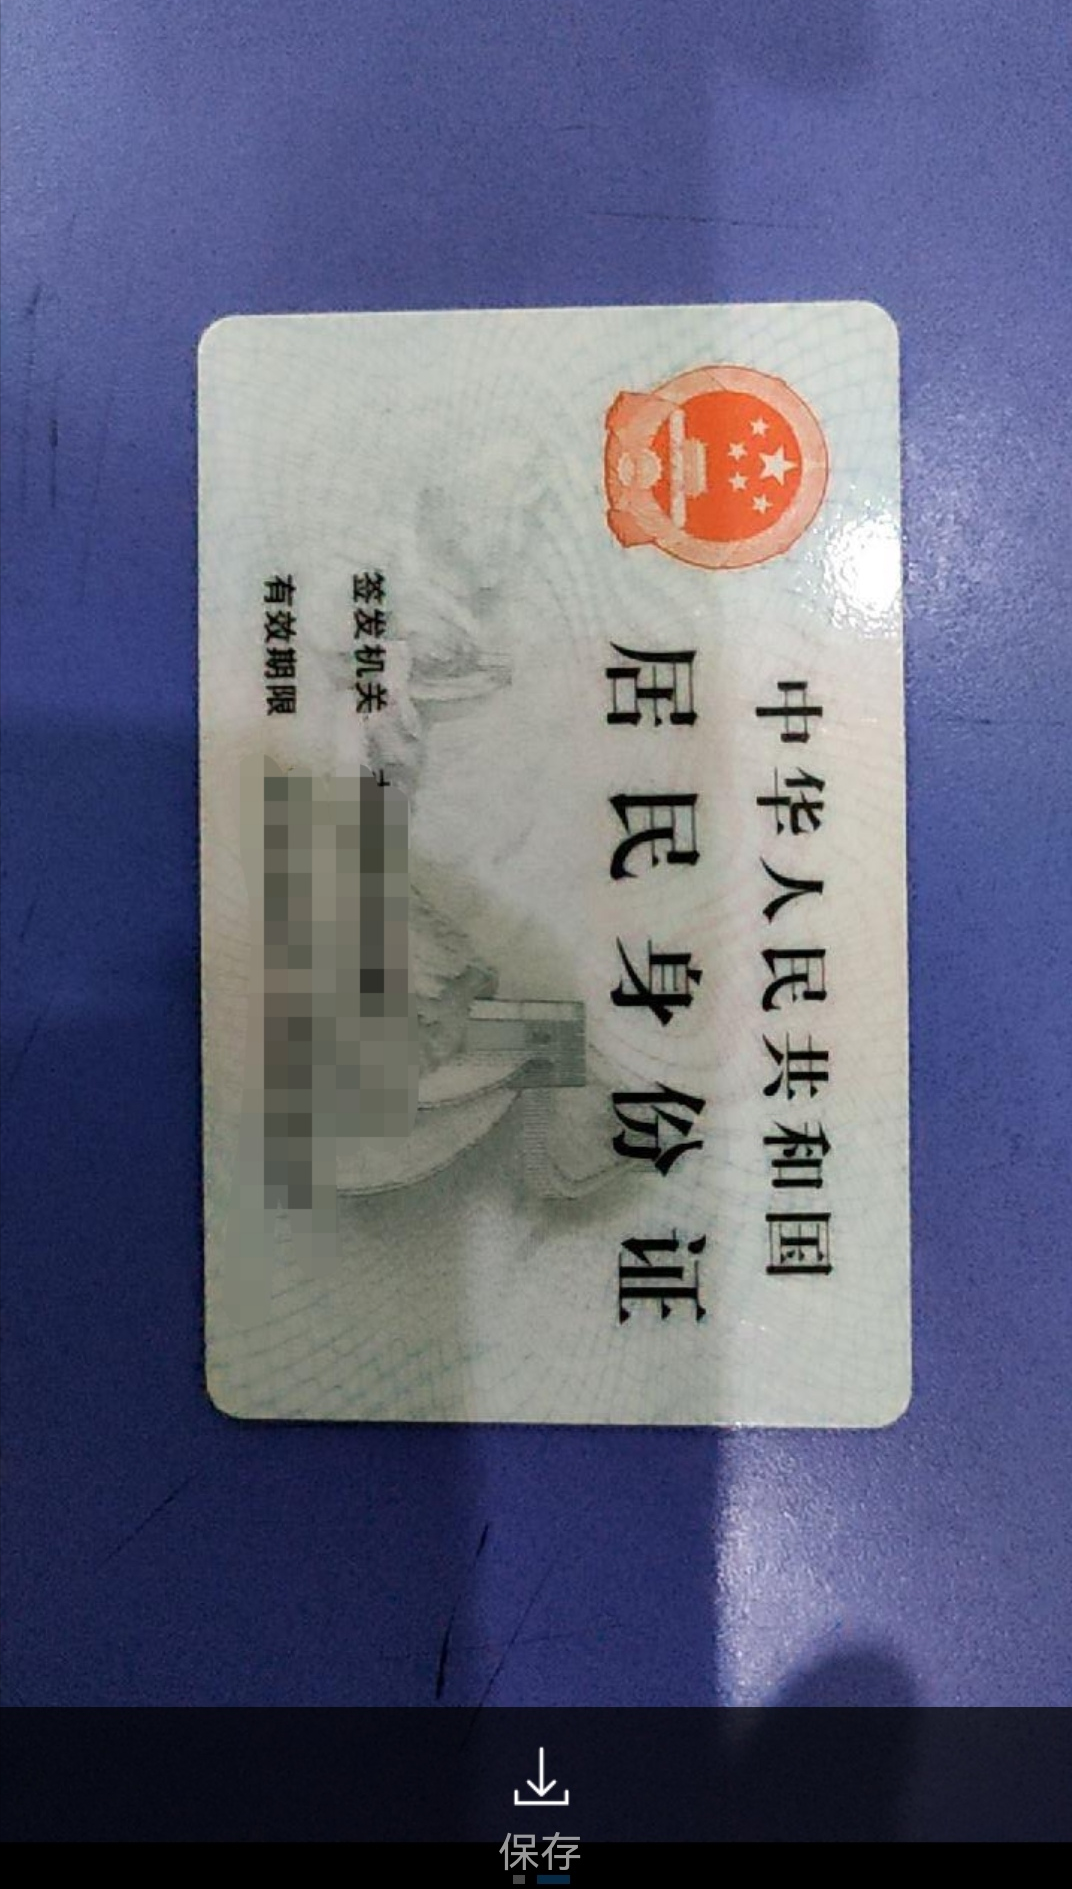 中华人民共和国
居民身份证
签发机关
有效期限
保存